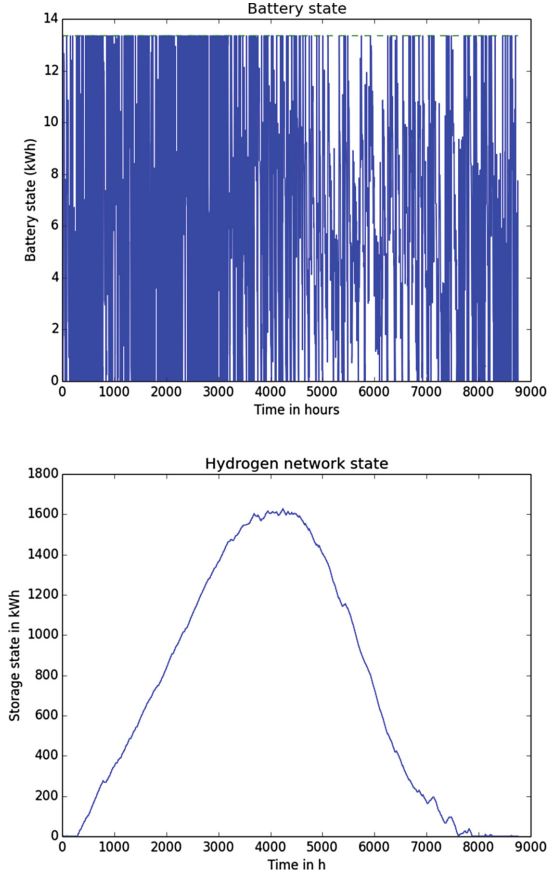 Battery state
14
12
10
8
6
4
2
0
Battery state (kWh)
0 1000 2000 3000 4000 5000 6000 7000 8000 9000
Time in hours
Hydrogen network state
1800
1600
1400
1200
1000
800
600
400
200
0
Storage state in kWh
0 1000 2000 3000 4000 5000 6000 7000 8000 9000
Time in h